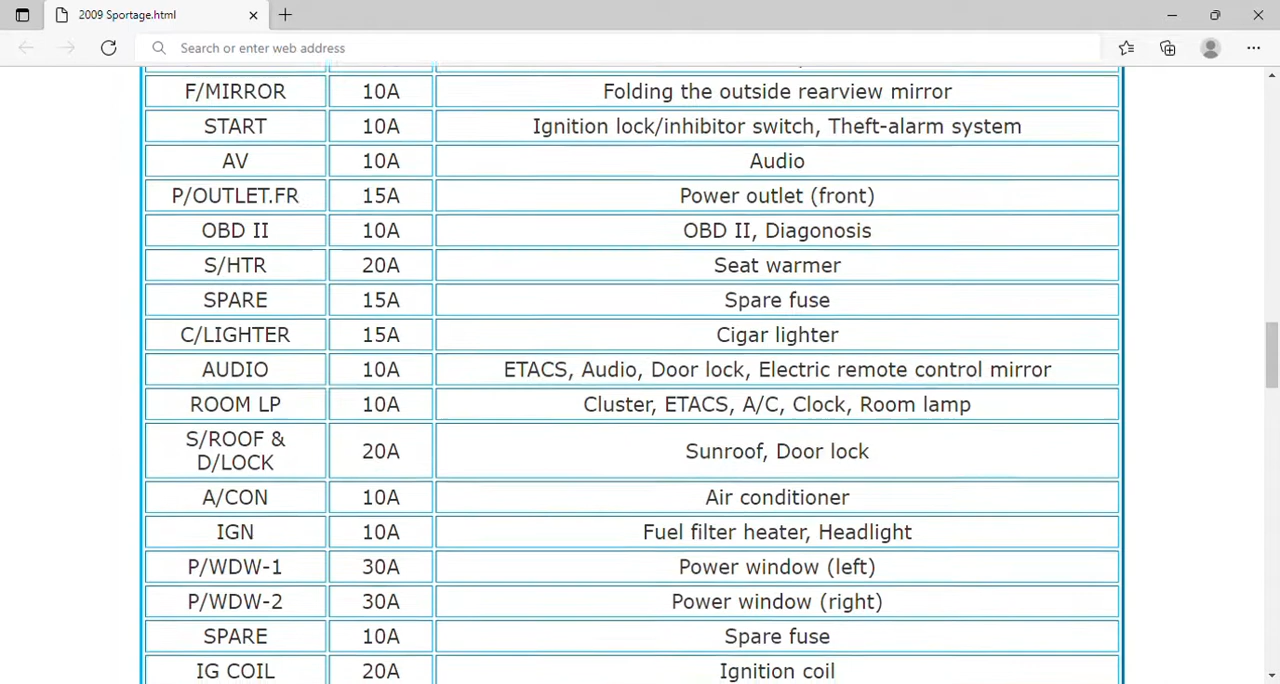 2009 Sportage.html
Search or enter web address
F/MIRROR 10A Folding the outside rearview mirror
START 10A Ignition lock/inhibitor switch, Theft-alarm system
AV 10A Audio
P/OUTLET.FR 15A Power outlet (front)
OBD II 10A OBD II, Diagonosis
S/HTR 20A Seat warmer
SPARE 15A Spare fuse
C/LIGHTER 15A Cigar lighter
AUDIO 10A ETACS, Audio, Door lock, Electric remote control mirror
ROOM LP 10A Cluster, ETACS, A/C, Clock, Room lamp
S/ROOF &
D/LOCK 20A Sunroof, Door lock
A/CON 10A Air conditioner
IGN 10A Fuel filter heater, Headlight
P/WDW-1 30A Power window (left)
P/WDW-2 30A Power window (right)
SPARE 10A Spare fuse
IG COIL 20A Ignition coil